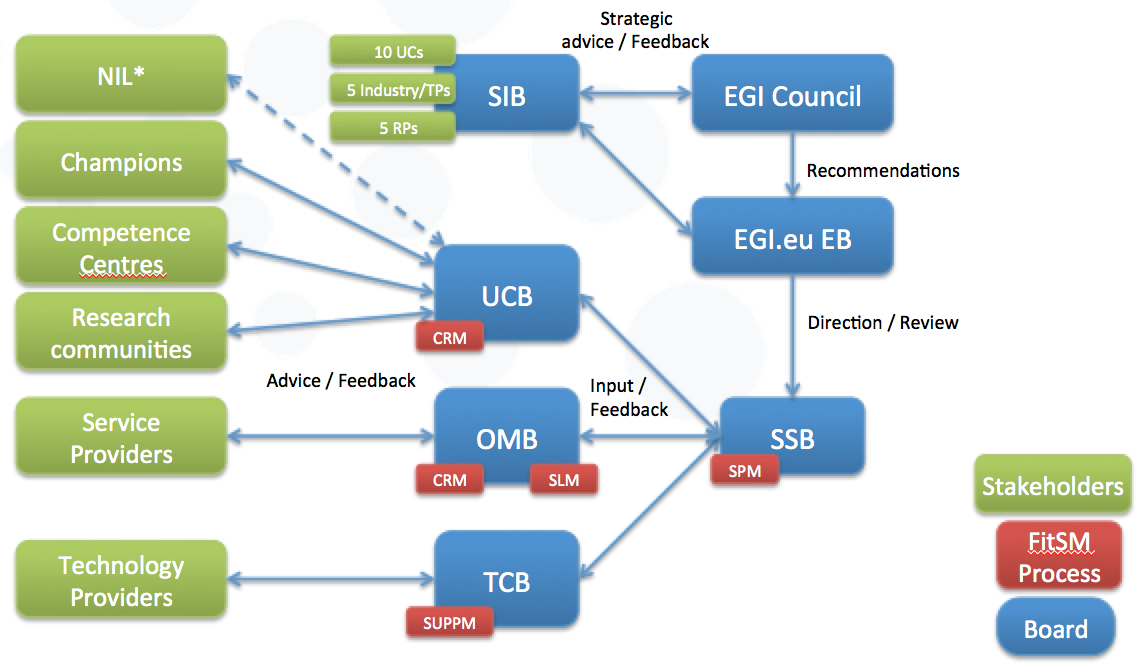 Strategic
advice / Feedback
NIL*
10 UCs
5 Industry/TPs
5 RPs
SIB
EGI Council
Champions
Recommendations
Competence
Centres
EGI.eu EB
UCB
CRM
Research
communities
Direction / Review
Advice / Feedback
Input /
Feedback
Service
Providers
OMB
CRM
SLM
SSB
SPM
Stakeholders
FitSM
Process
Technology
Providers
TCB
SUPPM
Board